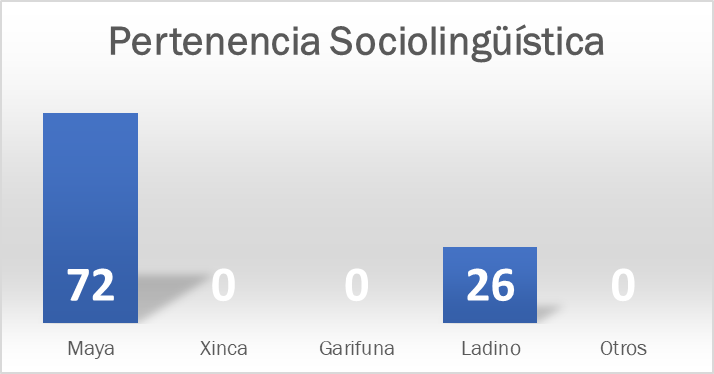 Pertenencia Sociolingüística
72 0 0 26 0
Maya Xinca Garifuna Ladino Otros